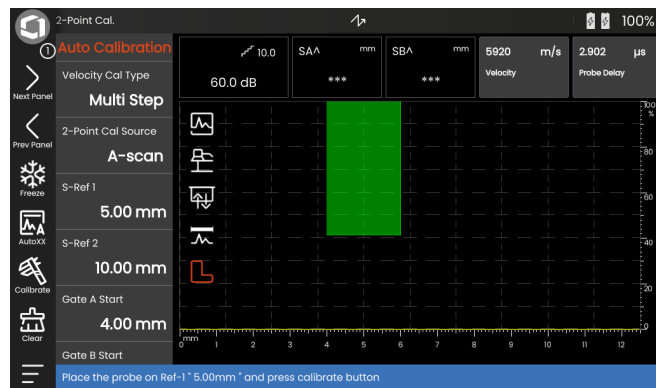 2-Point Cal.
100%
1
Auto Calibration
10.0
60.0 dB
SA^ mm
***
SB^ mm
***
5920 m/s
Velocity
2.902 µs
Probe Delay
Next Panel
Velocity Cal Type
Multi Step
Prev Panel
2-Point Cal Source
A-scan
Freeze
S-Ref 1
5.00 mm
AutoXX
S-Ref 2
10.00 mm
Calibrate
Gate A Start
4.00 mm
Clear
Gate B Start
100
%
80
60
40
20
0
0 mm 1 2 3 4 5 6 7 8 9 10 11 12
Place the probe on Ref-1 " 5.00mm " and press calibrate button